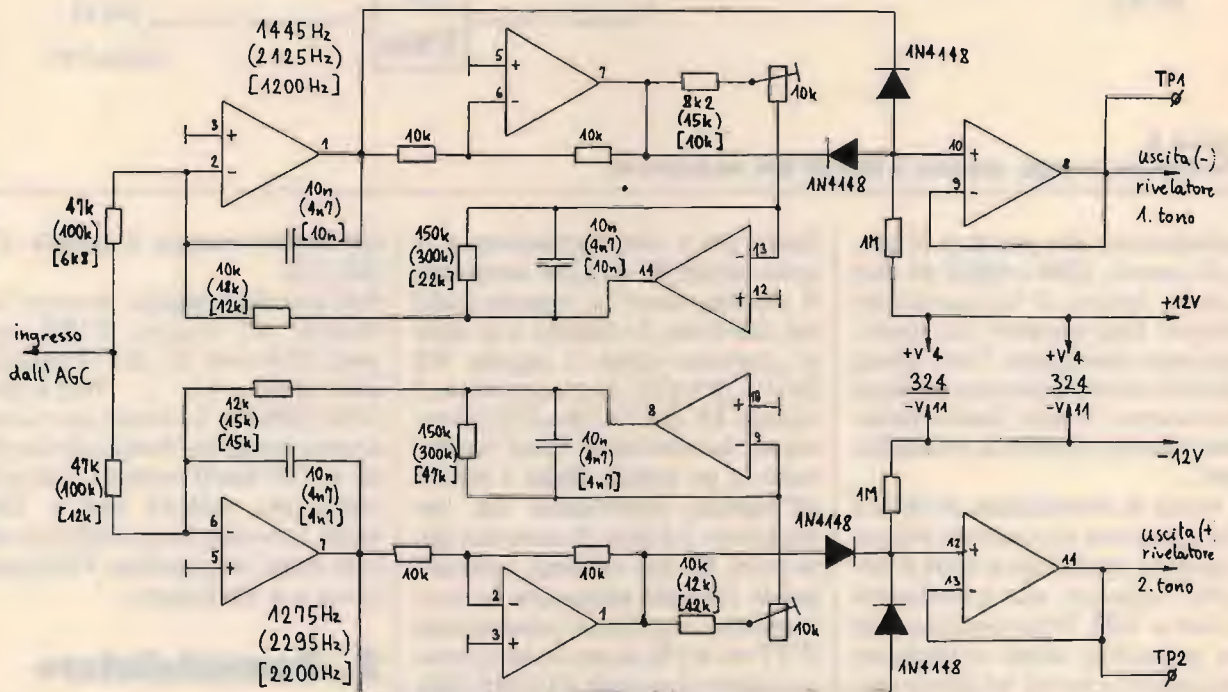 1445 Hz
(2125 Hz)
[1200 Hz]
3
+
2
-
1
5
+
6
-
7
10k
10k
8k2
(15k)
[10k]
10k
1N4148
1N4148
10
+
9
-
8
TP1
uscita (-)
rivelatore
1. tono
47k
(100k)
[6k8]
10n
(4n7)
[10n]
10k
(18k)
[12k]
150k
(300k)
[22k]
10n
(4n7)
[10n]
14
13
-
12
+
1M
+12V
+V 4
324
-V 11
+V 4
324
-V 11
-12V
ingresso
dall'AGC
12k
(15k)
[15k]
150k
(300k)
[47k]
10n
(4n7)
[4n7]
8
10
+
9
-
47k
(100k)
[12k]
10n
(4n7)
[4n7]
6
-
5
+
7
1275 Hz
(2295 Hz)
[2200 Hz]
10k
10k
2
-
3
+
1
10k
(12k)
[12k]
10k
1N4148
1N4148
1M
12
+
13
-
14
uscita (+
rivelatore
2. tono
TP2